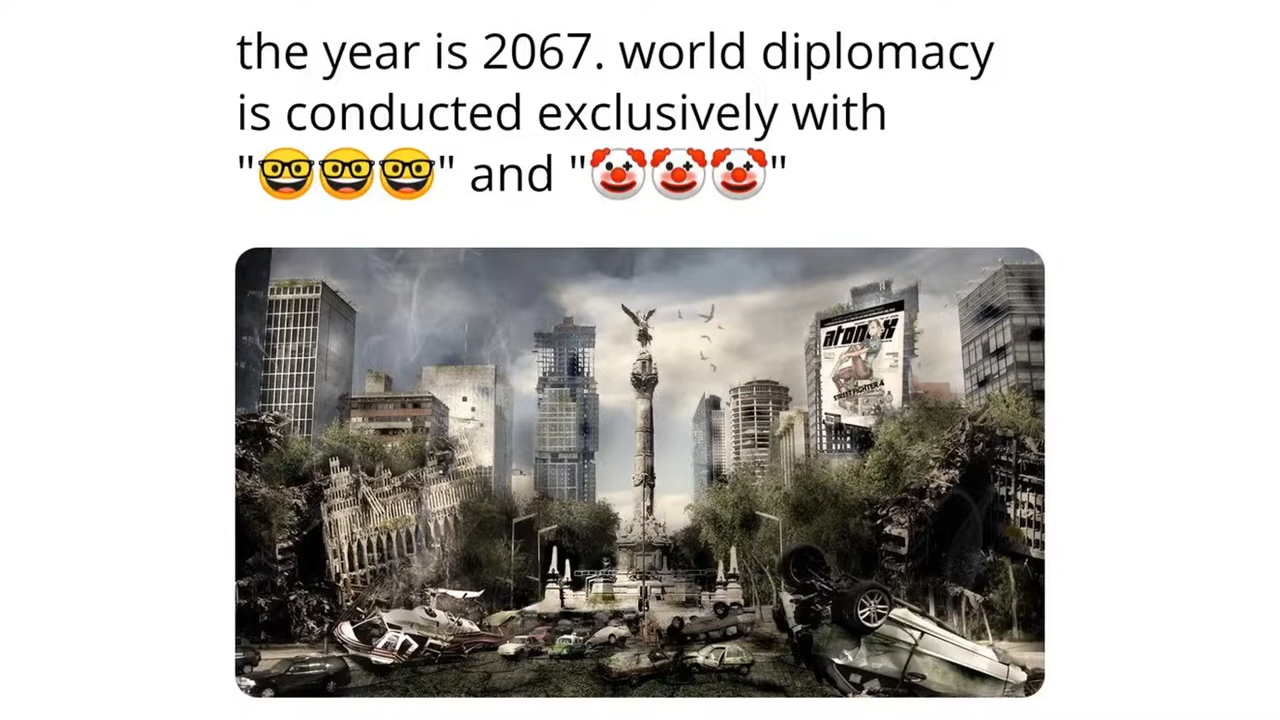 the year is 2067. world diplomacy
is conducted exclusively with
"🤓🤓🤓" and "🤡🤡🤡"
atomix
STREET FIGHTER 4